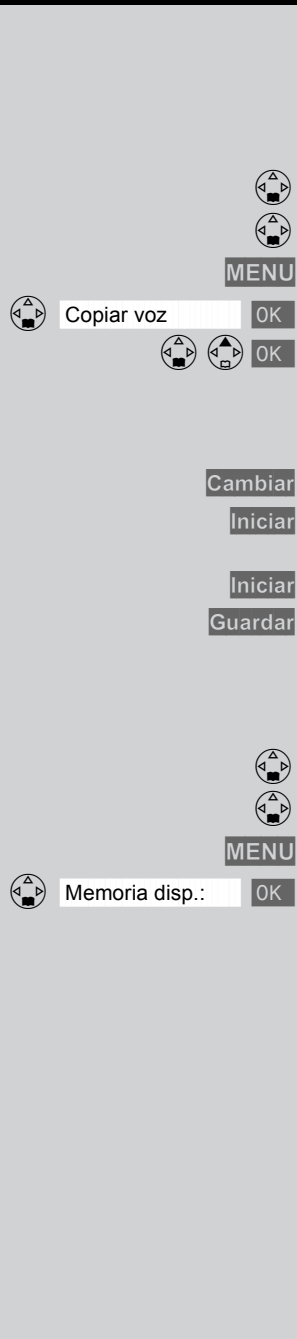 MENU
Copiar voz OK
OK
Cambiar
Iniciar
Iniciar
Guardar
MENU
Memoria disp.: OK